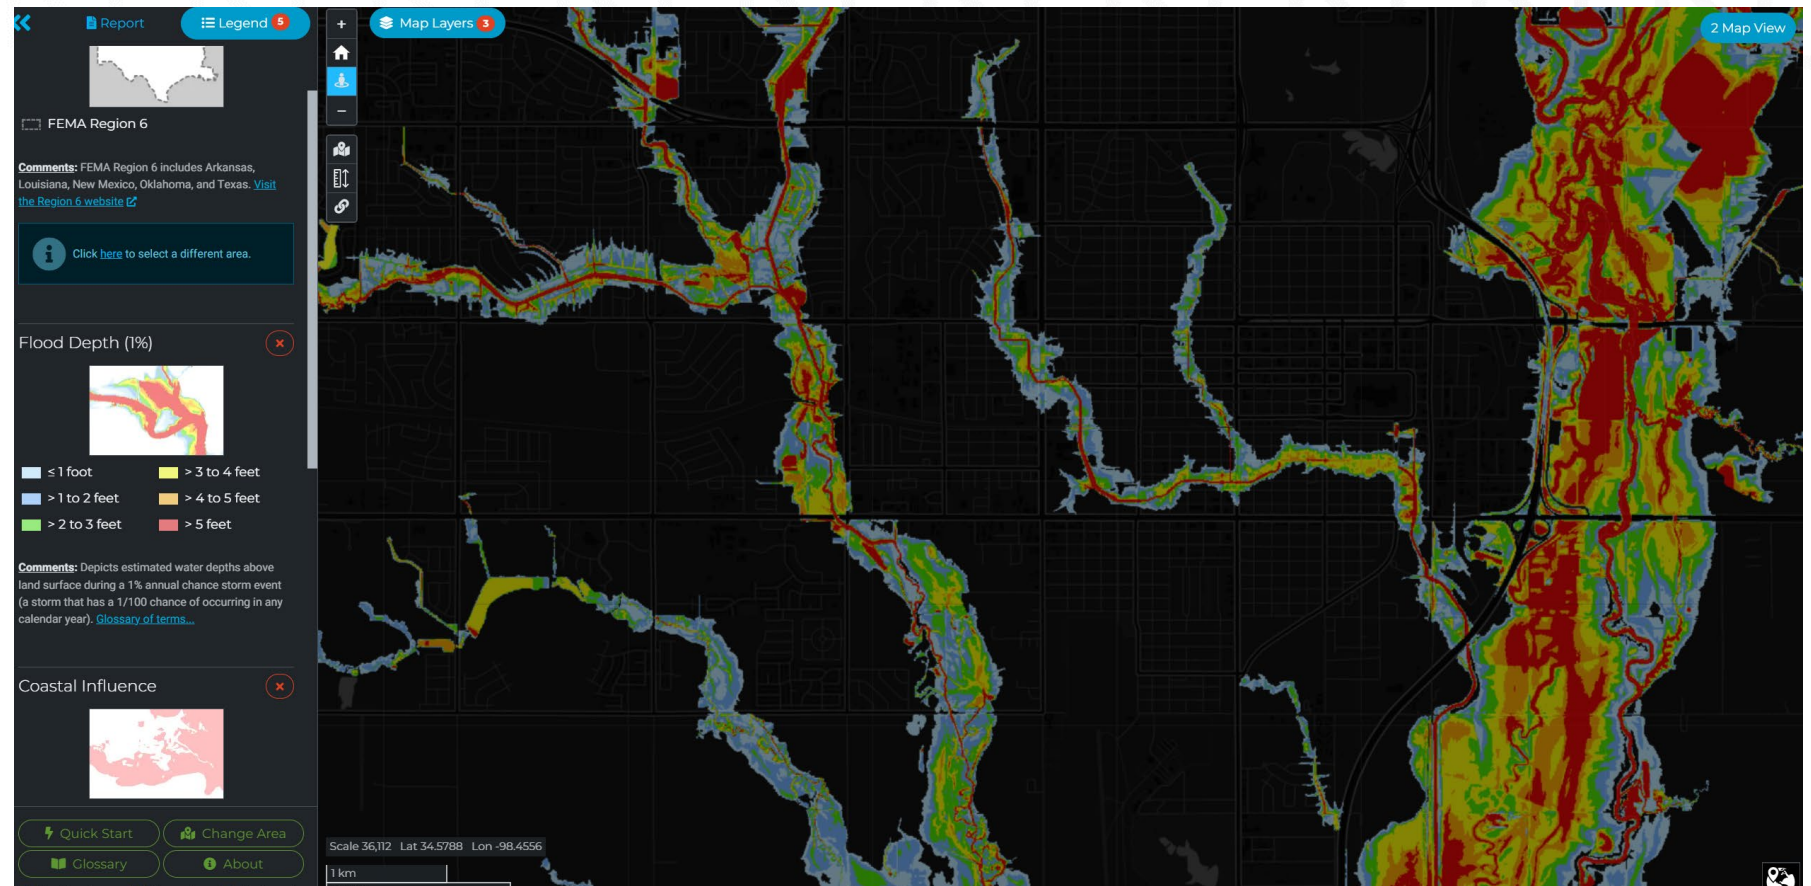 Report
Legend 5
Map Layers 3
2 Map View
FEMA Region 6
Comments: FEMA Region 6 includes Arkansas,
Louisiana, New Mexico, Oklahoma, and Texas. Visit
the Region 6 website
Click here to select a different area.
Flood Depth (1%)
≤ 1 foot
> 3 to 4 feet
> 1 to 2 feet
> 4 to 5 feet
> 2 to 3 feet
> 5 feet
Comments: Depicts estimated water depths above
land surface during a 1% annual chance storm event
(a storm that has a 1/100 chance of occurring in any
calendar year). Glossary of terms...
Coastal Influence
Quick Start
Change Area
Glossary
About
Scale 36,112 Lat 34.5788 Lon -98.4556
1 km